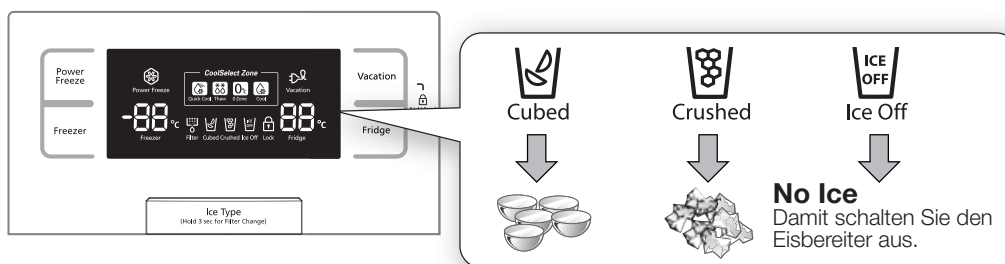 Power
Freeze
Freezer
Power Freeze
CoolSelect Zone
Quick Cool Thaw 0 Zone Cool
Vacation
-88°c
88°c
Freezer
Filter Cubed Crushed Ice Off Lock
Fridge
Vacation
Fridge
Ice Type
(Hold 3 sec for Filter Change)
Cubed
Crushed
ICE
OFF
Ice Off
No Ice
Damit schalten Sie den
Eisbereiter aus.